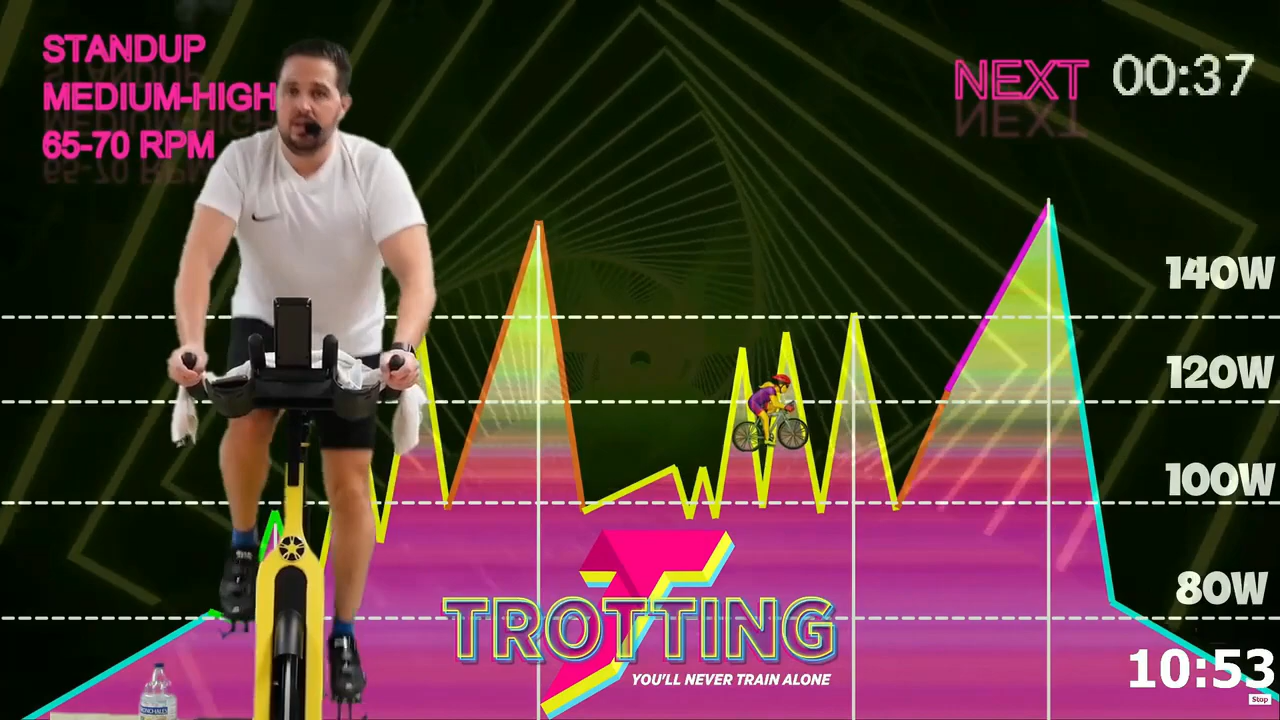 STANDUP
MEDIUM-HIGH
65-70 RPM
NEXT 00:37
140W
120W
100W
80W
TROTTING
YOU'LL NEVER TRAIN ALONE
10:53
Stop